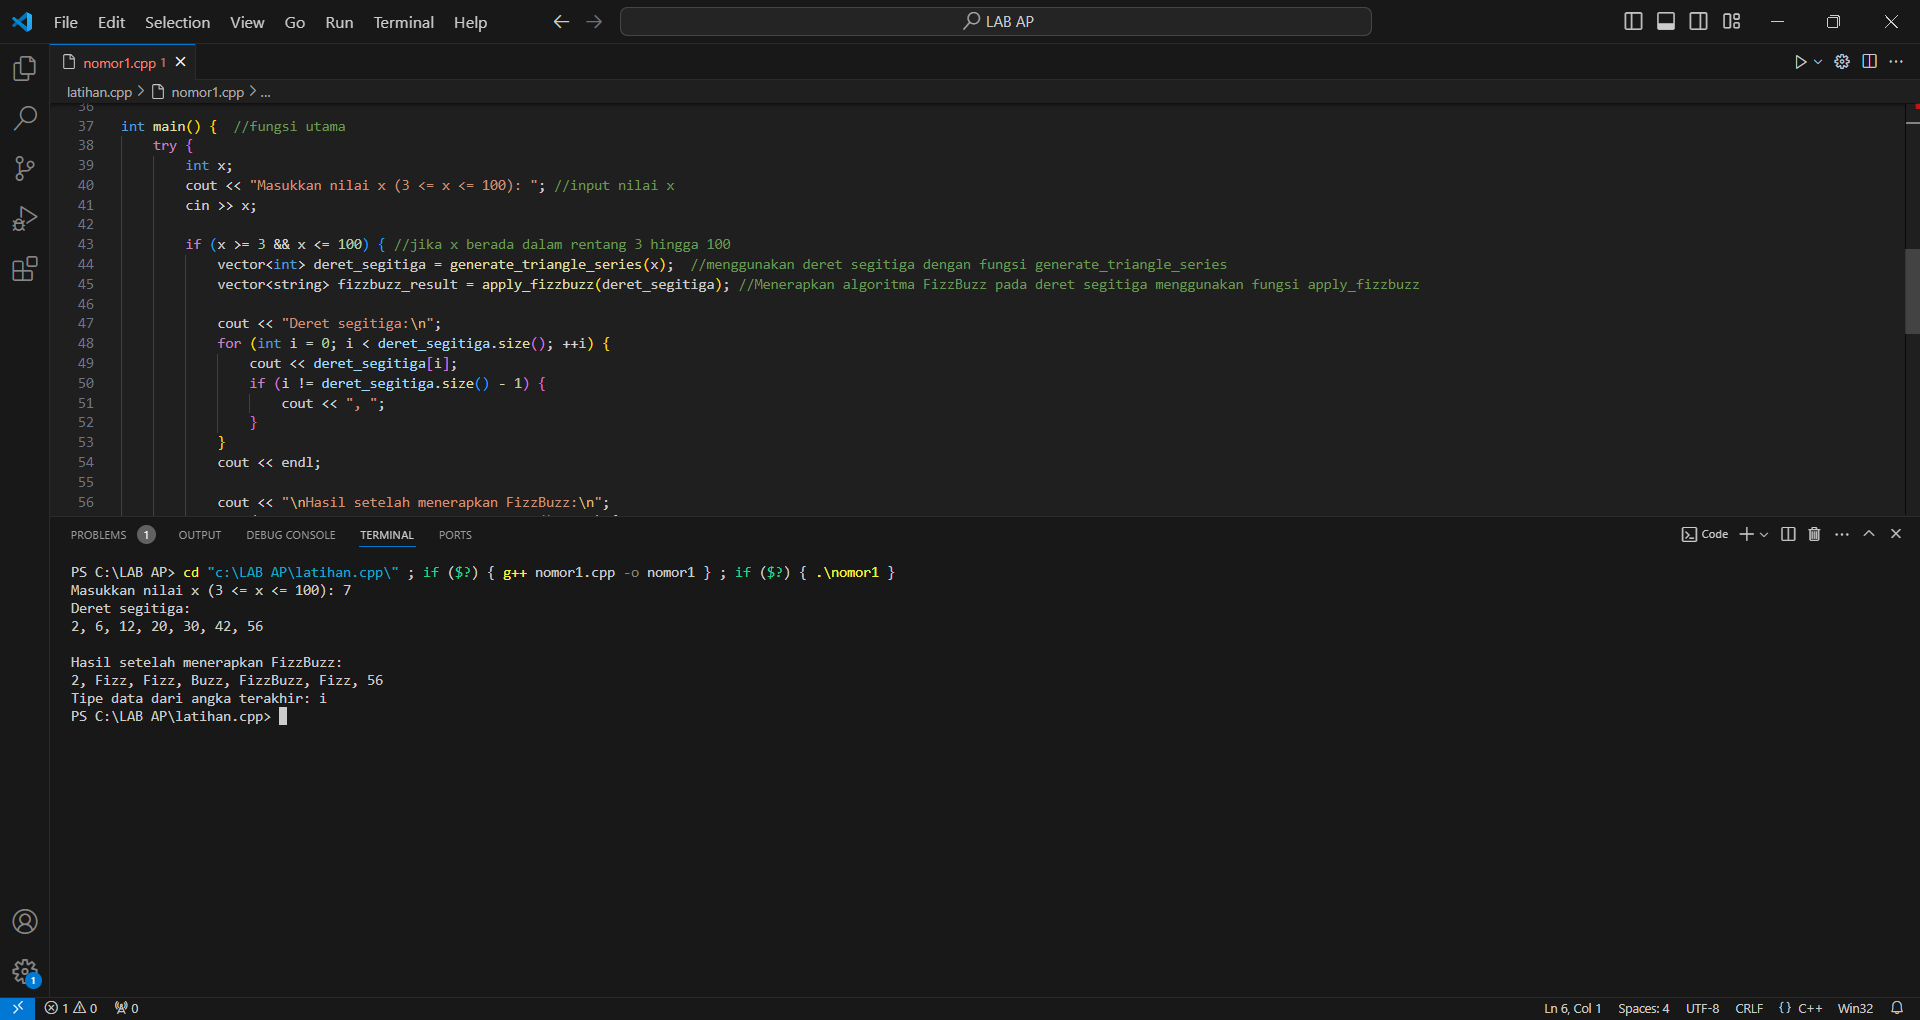 File Edit Selection View Go Run Terminal Help
LAB AP
nomor1.cpp 1
latihan.cpp > nomor1.cpp > ...
36
37 int main() { //fungsi utama
38 try {
39 int x;
40 cout << "Masukkan nilai x (3 <= x <= 100): "; //input nilai x
41 cin >> x;
42
43 if (x >= 3 && x <= 100) { //jika x berada dalam rentang 3 hingga 100
44 vector<int> deret_segitiga = generate_triangle_series(x); //menggunakan deret segitiga dengan fungsi generate_triangle_series
45 vector<string> fizzbuzz_result = apply_fizzbuzz(deret_segitiga); //Menerapkan algoritma FizzBuzz pada deret segitiga menggunakan fungsi apply_fizzbuzz
46
47 cout << "Deret segitiga:\n";
48 for (int i = 0; i < deret_segitiga.size(); ++i) {
49 cout << deret_segitiga[i];
50 if (i != deret_segitiga.size() - 1) {
51 cout << ", ";
52 }
53 }
54 cout << endl;
55
56 cout << "\nHasil setelah menerapkan FizzBuzz:\n";
PROBLEMS 1 OUTPUT DEBUG CONSOLE TERMINAL PORTS
Code
PS C:\LAB AP> cd "c:\LAB AP\latihan.cpp\" ; if ($?) { g++ nomor1.cpp -o nomor1 } ; if ($?) { .\nomor1 }
Masukkan nilai x (3 <= x <= 100): 7
Deret segitiga:
2, 6, 12, 20, 30, 42, 56
Hasil setelah menerapkan FizzBuzz:
2, Fizz, Fizz, Buzz, FizzBuzz, Fizz, 56
Tipe data dari angka terakhir: i
PS C:\LAB AP\latihan.cpp>
1
1 0 0
Ln 6, Col 1 Spaces: 4 UTF-8 CRLF {} C++ Win32